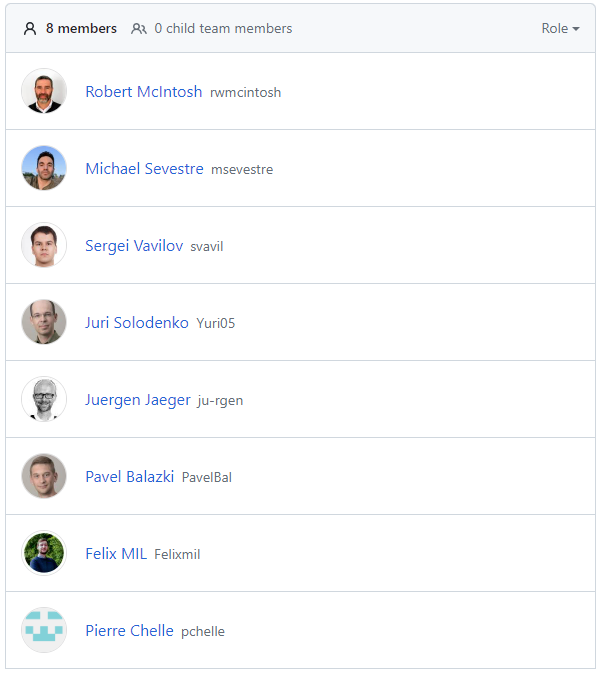 8 members 0 child team members Role
Robert McIntosh rwmcintosh
Michael Sevestre msevestre
Sergei Vavilov svavil
Juri Solodenko Yuri05
Juergen Jaeger ju-rgen
Pavel Balazki PavelBal
Felix MIL Felixmil
Pierre Chelle pchelle